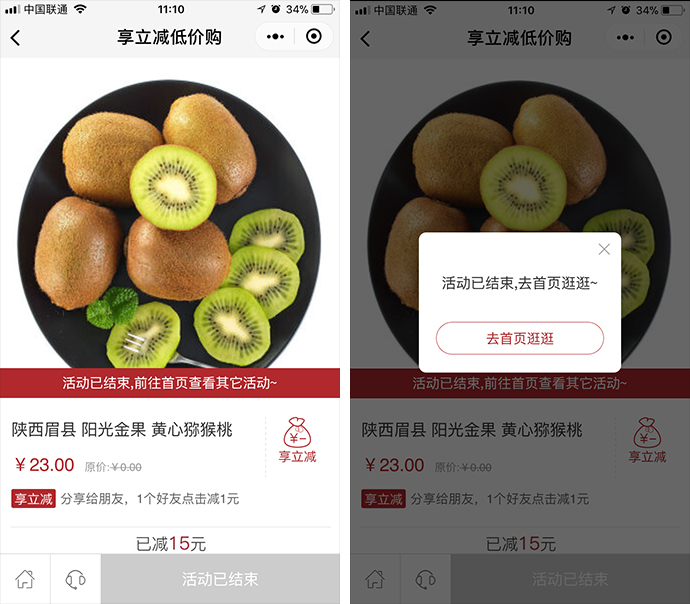 中国联通 11:10 34%
享立减低价购
活动已结束,前往首页查看其它活动~
陕西眉县 阳光金果 黄心猕猴桃
¥23.00 原价:¥0.00
¥-
享立减
享立减 分享给朋友，1个好友点击减1元
已减15元
活动已结束
中国联通 11:10 34%
享立减低价购
活动已结束,去首页逛逛~
去首页逛逛
活动已结束,前往首页查看其它活动~
陕西眉县 阳光金果 黄心猕猴桃
¥23.00 原价:¥0.00
¥-
享立减
享立减 分享给朋友，1个好友点击减1元
已减15元
活动已结束